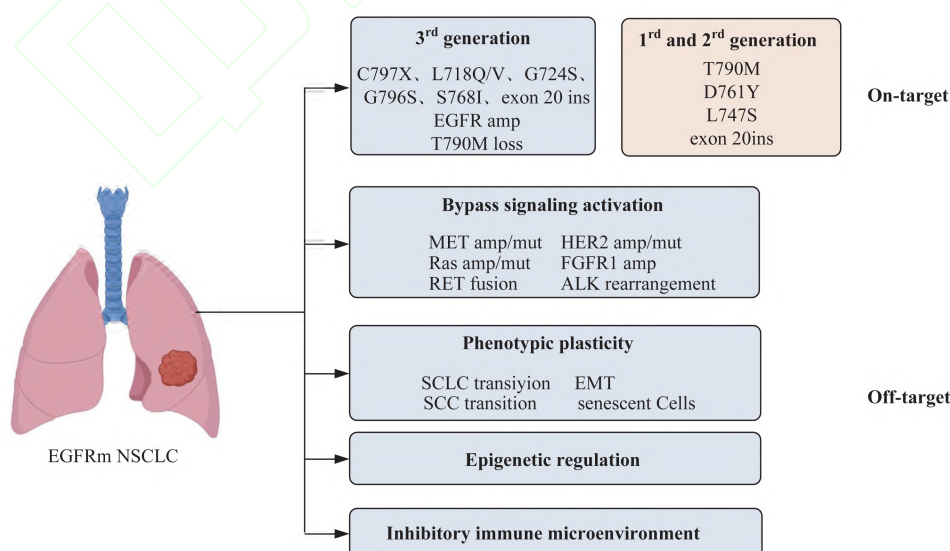 3rd generation
C797X、L718Q/V、G724S、
G796S、S768I、exon 20 ins
EGFR amp
T790M loss
1rd and 2rd generation
T790M
D761Y
L747S
exon 20ins
On-target
Bypass signaling activation
MET amp/mut HER2 amp/mut
Ras amp/mut FGFR1 amp
RET fusion ALK rearrangement
Phenotypic plasticity
SCLC transiyion EMT
SCC transition senescent Cells
Off-target
EGFRm NSCLC
Epigenetic regulation
Inhibitory immune microenvironment